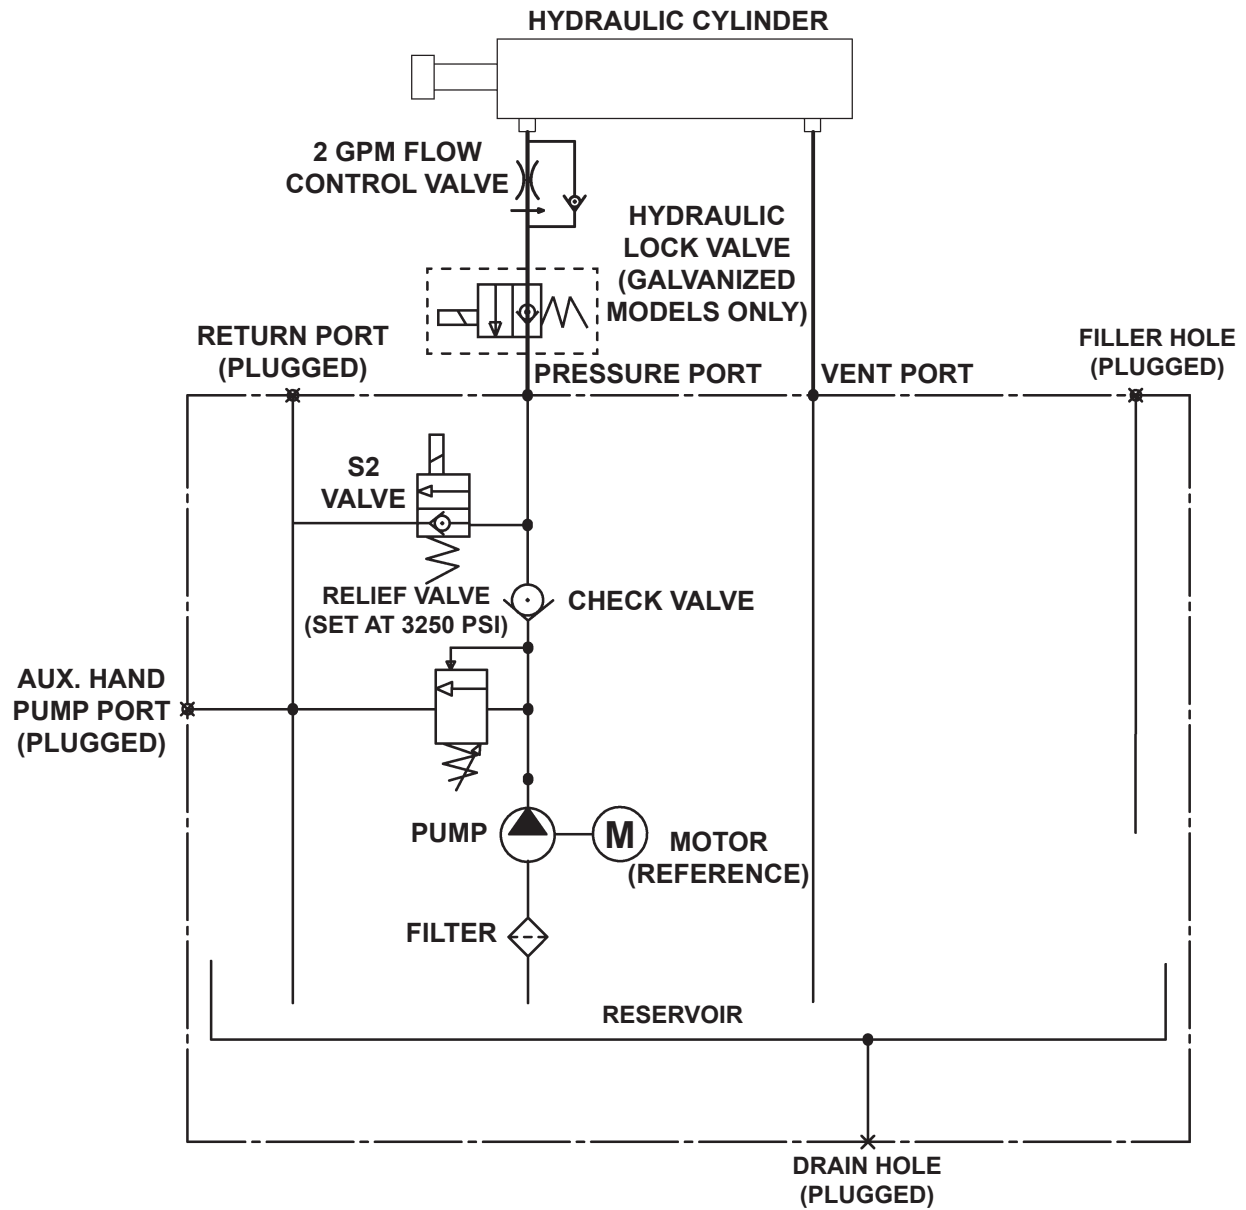 HYDRAULIC CYLINDER
2 GPM FLOW
CONTROL VALVE
HYDRAULIC
LOCK VALVE
(GALVANIZED
MODELS ONLY)
RETURN PORT
(PLUGGED)
PRESSURE PORT
VENT PORT
FILLER HOLE
(PLUGGED)
S2
VALVE
RELIEF VALVE
(SET AT 3250 PSI)
CHECK VALVE
AUX. HAND
PUMP PORT
(PLUGGED)
PUMP
M
MOTOR
(REFERENCE)
FILTER
RESERVOIR
DRAIN HOLE
(PLUGGED)